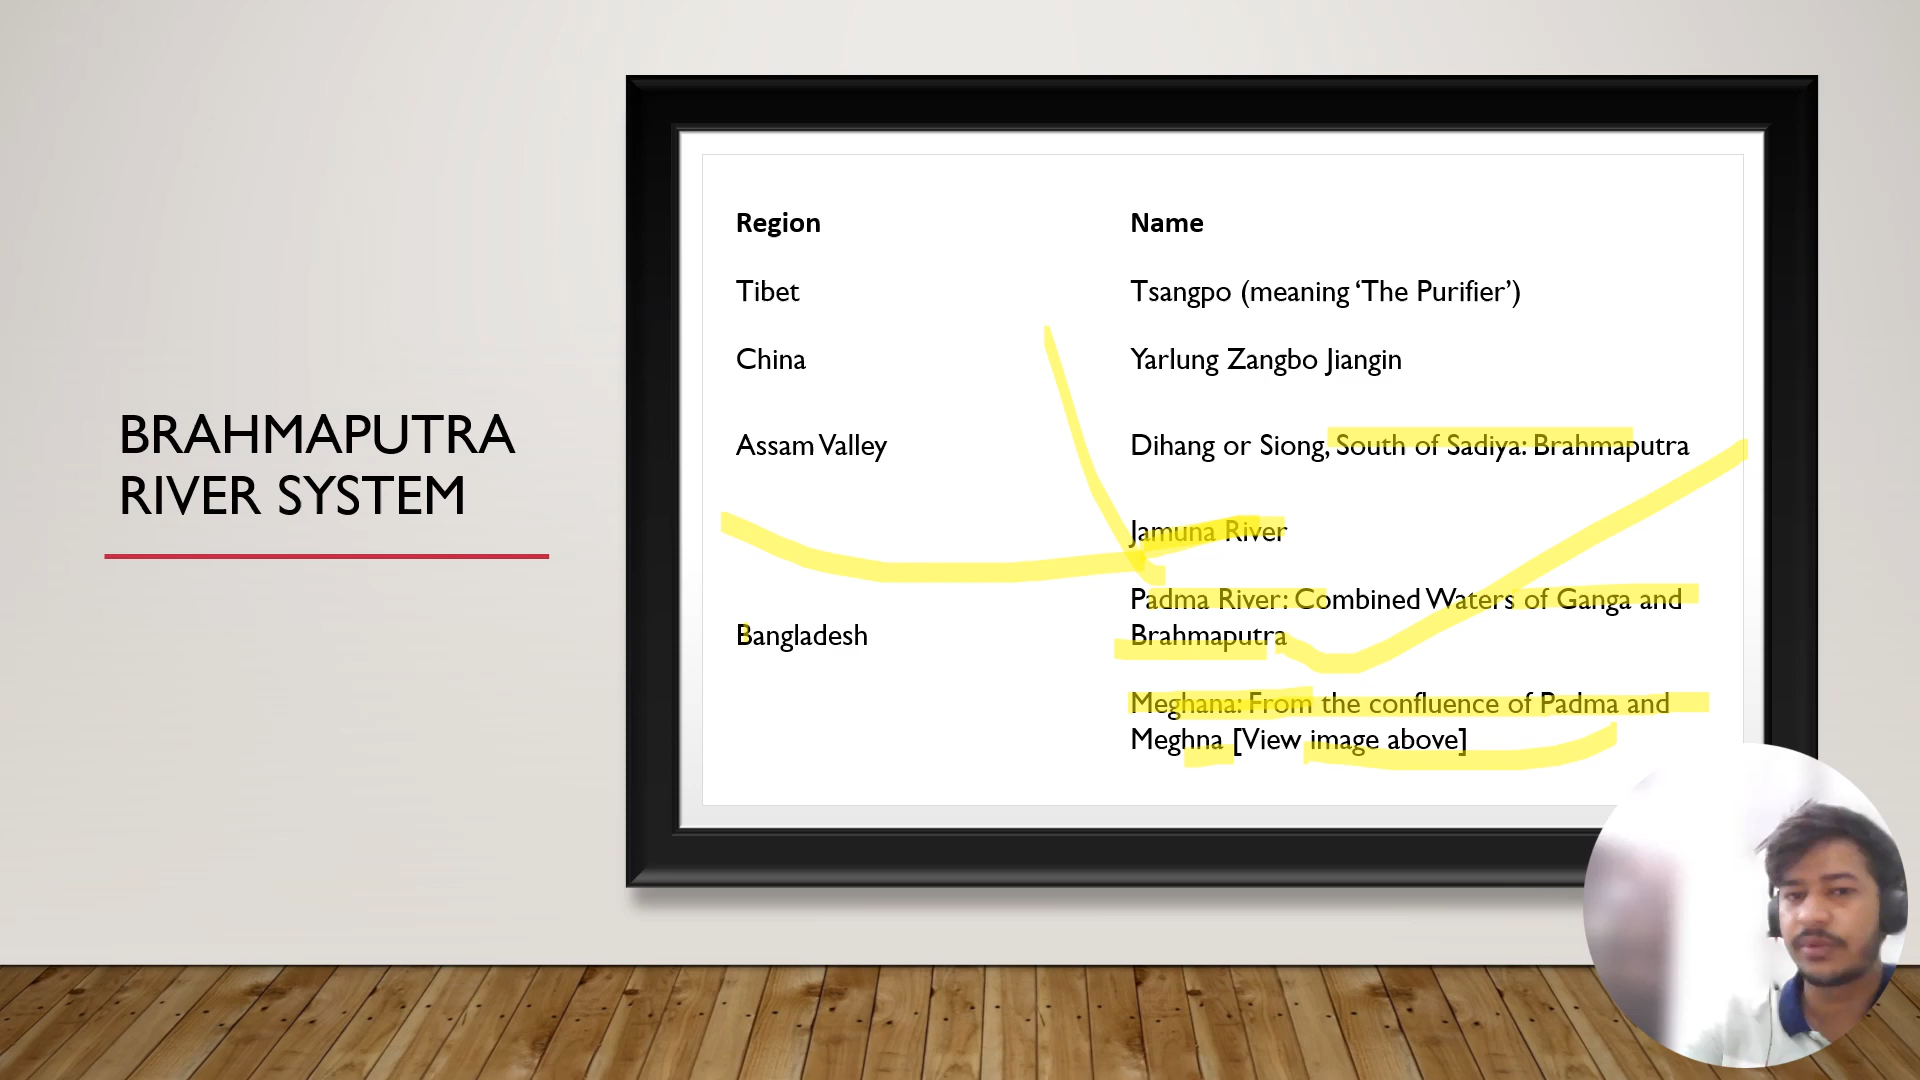 BRAHMAPUTRA
RIVER SYSTEM
Region Name
Tibet Tsangpo (meaning ‘The Purifier’)
China Yarlung Zangbo Jiangin
Assam Valley Dihang or Siong, South of Sadiya: Brahmaputra
Jamuna River
Padma River: Combined Waters of Ganga and
Bangladesh Brahmaputra
Meghana: From the confluence of Padma and
Meghna [View image above]